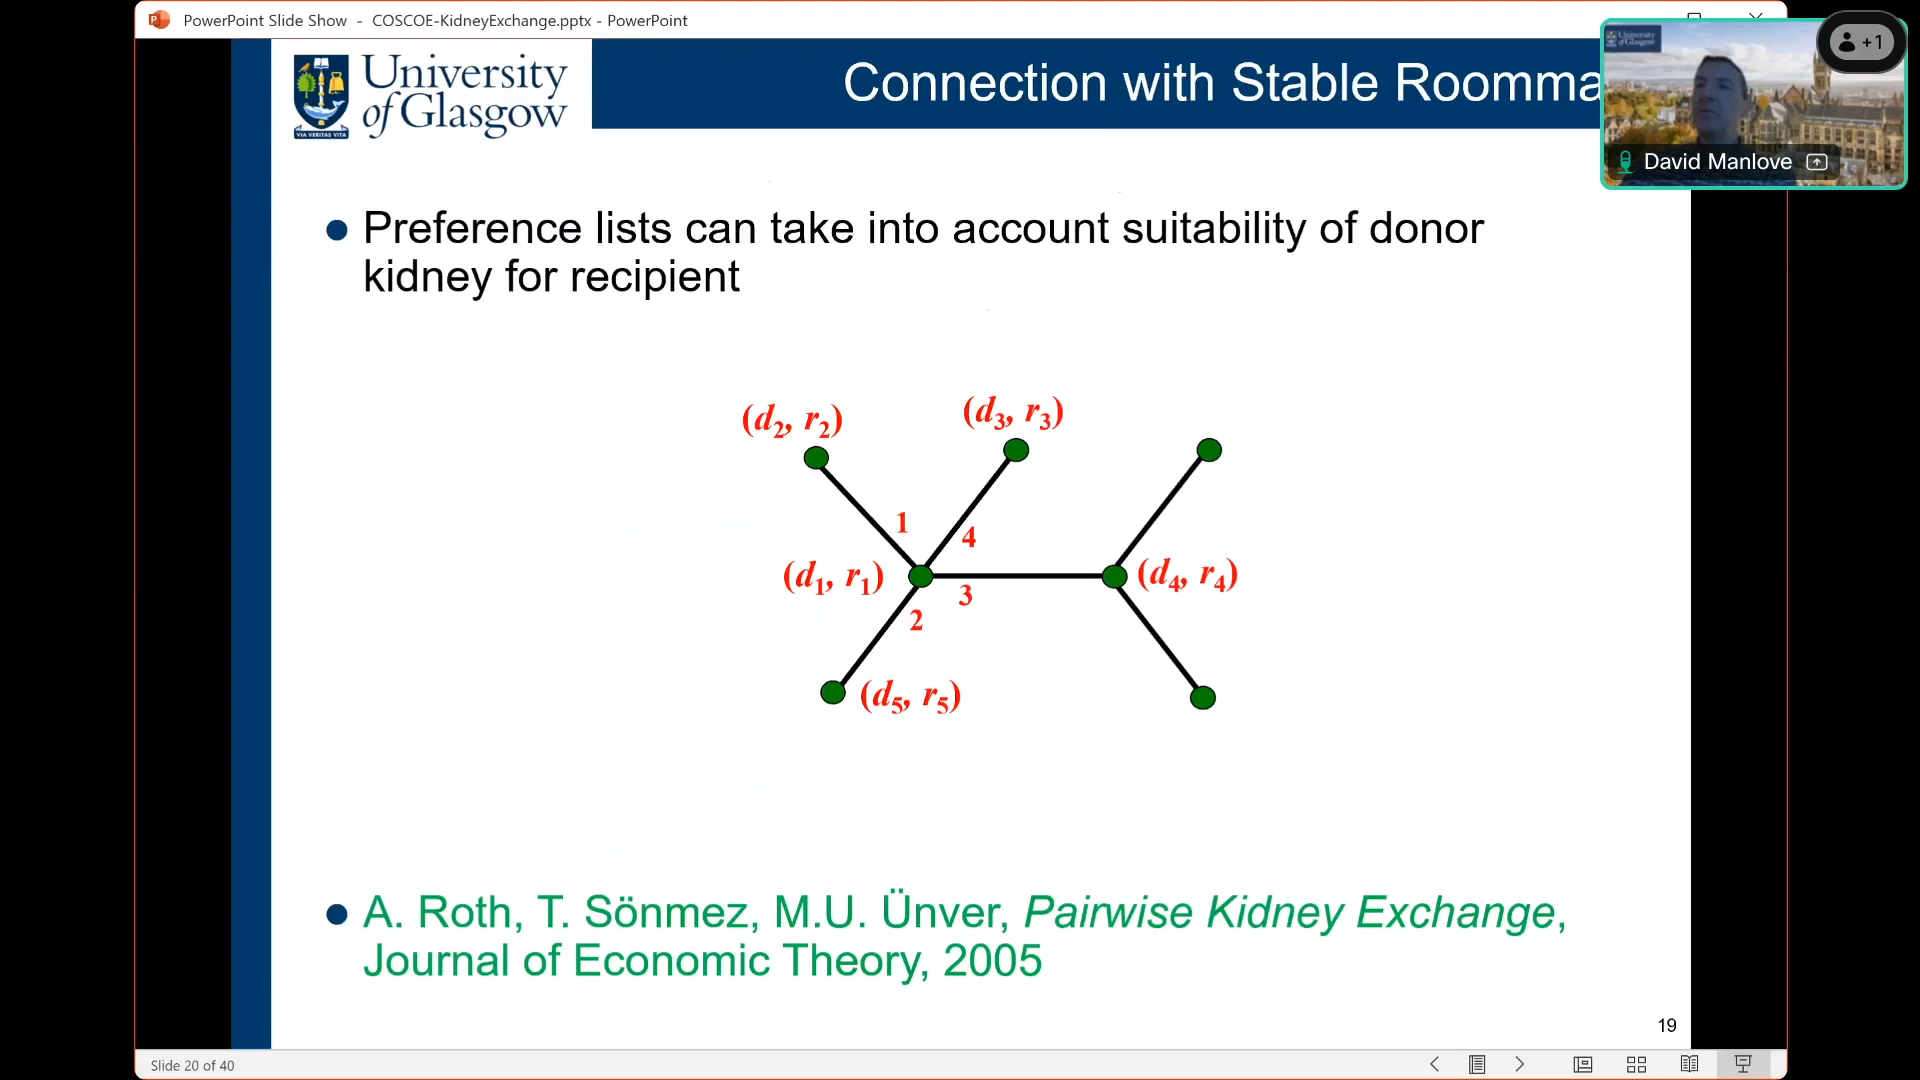 PowerPoint Slide Show - COSCOE-KidneyExchange.pptx - PowerPoint
University
of Glasgow
VIA VERITAS VITA
Connection with Stable Roomma
University
of Glasgow
+1
David Manlove
Preference lists can take into account suitability of donor
kidney for recipient
(d2, r2)
(d3, r3)
1
4
(d1, r1)
(d4, r4)
3
2
(d5, r5)
A. Roth, T. Sönmez, M.U. Ünver, Pairwise Kidney Exchange,
Journal of Economic Theory, 2005
19
Slide 20 of 40